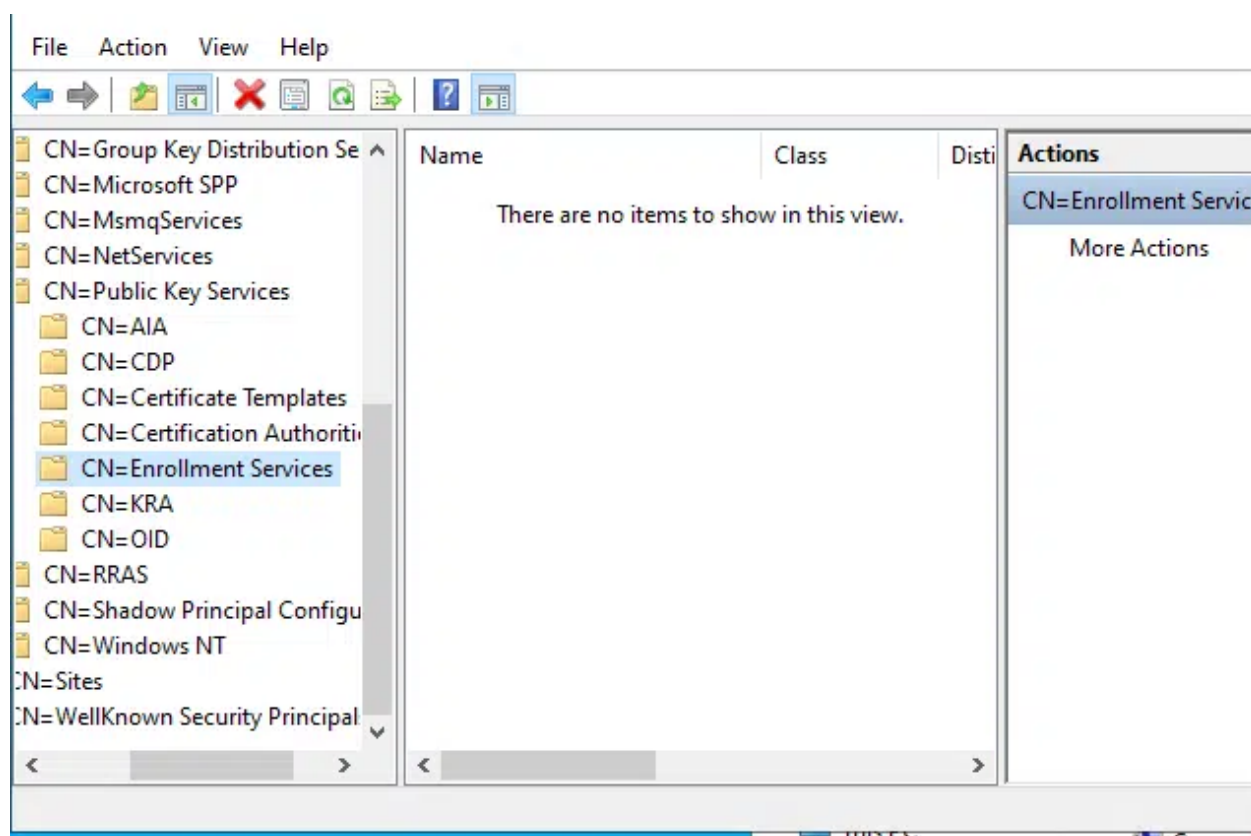 File Action View Help
CN=Group Key Distribution Se
CN=Microsoft SPP
CN=MsmqServices
CN=NetServices
CN=Public Key Services
CN=AIA
CN=CDP
CN=Certificate Templates
CN=Certification Authoriti
CN=Enrollment Services
CN=KRA
CN=OID
CN=RRAS
CN=Shadow Principal Configu
CN=Windows NT
CN=Sites
CN=WellKnown Security Principal
Name Class Disti
There are no items to show in this view.
Actions
CN=Enrollment Servic
More Actions